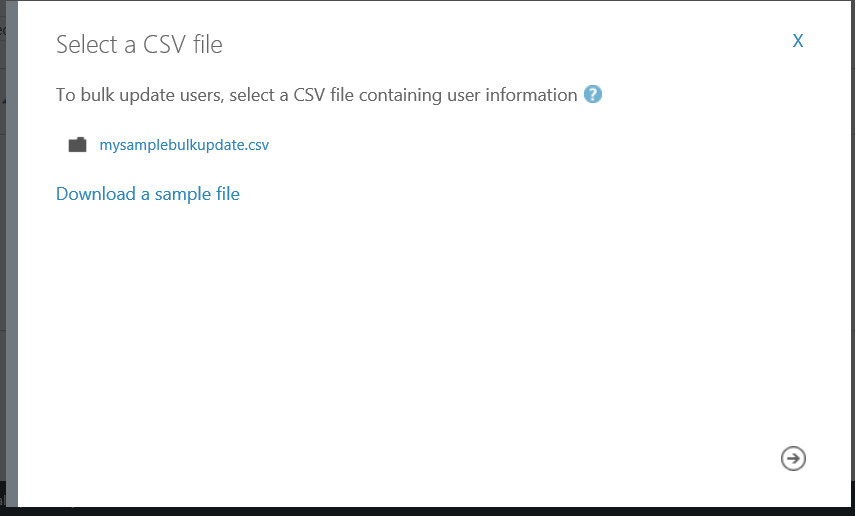 Select a CSV file
X
To bulk update users, select a CSV file containing user information ?
mysamplebulkupdate.csv
Download a sample file